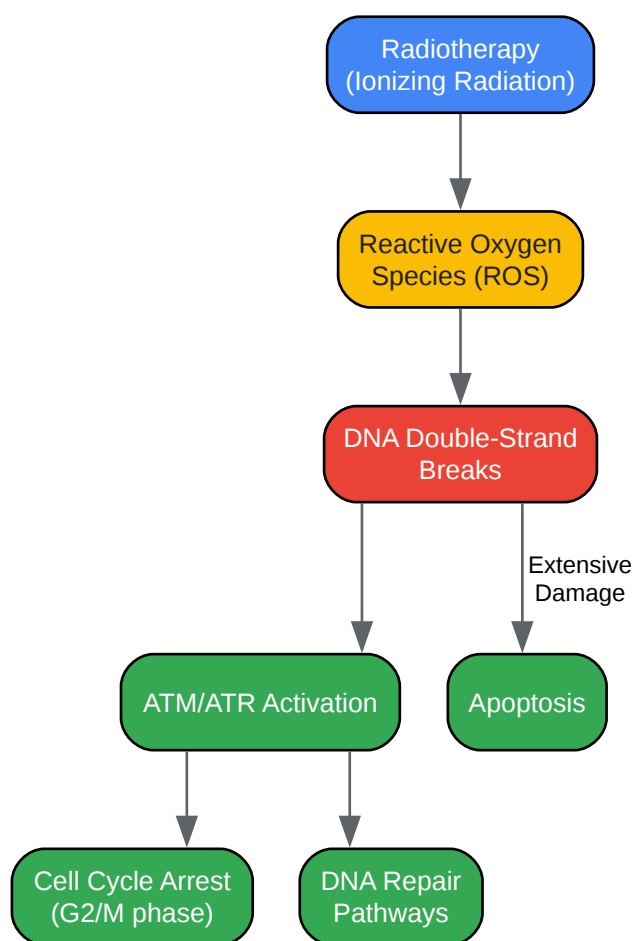 Radiotherapy
(Ionizing Radiation)
Reactive Oxygen
Species (ROS)
DNA Double-Strand
Breaks
Extensive
Damage
ATM/ATR Activation
Apoptosis
Cell Cycle Arrest
(G2/M phase)
DNA Repair
Pathways